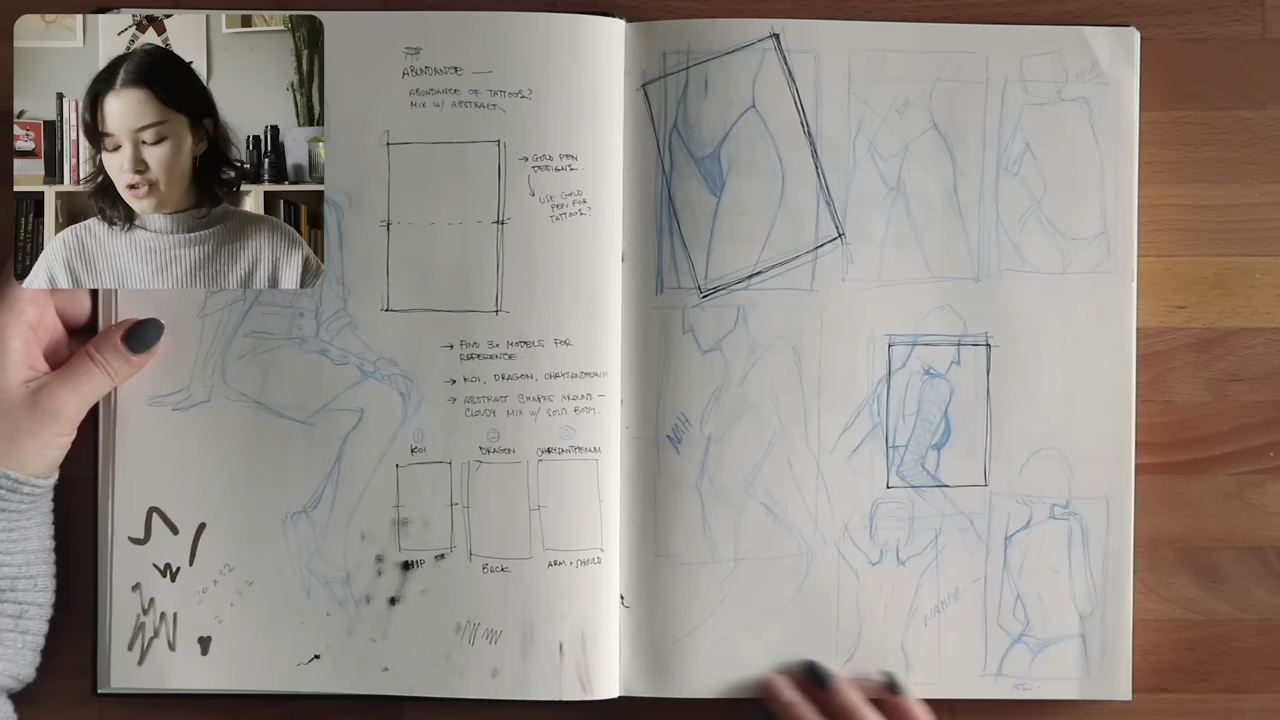 ABUNDANCE —
ABUNDANCE OF TATTOOS?
MIX W/ ABSTRACT
→ GOLD PEN
DESIGNS.
USE GOLD
PEN FOR
TATTOOS?
→ FIND 3x MODELS FOR
REFERENCE.
→ KOI, DRAGON, CHRYSANTHEMUM
→ ABSTRACT SHAPES AROUND —
CLOUDY MIX W/ SOLID BODY.
① ② ③
KOI DRAGON CHRYSANTHEMUM
HIP BACK ARM + SHOULD
20 x 32